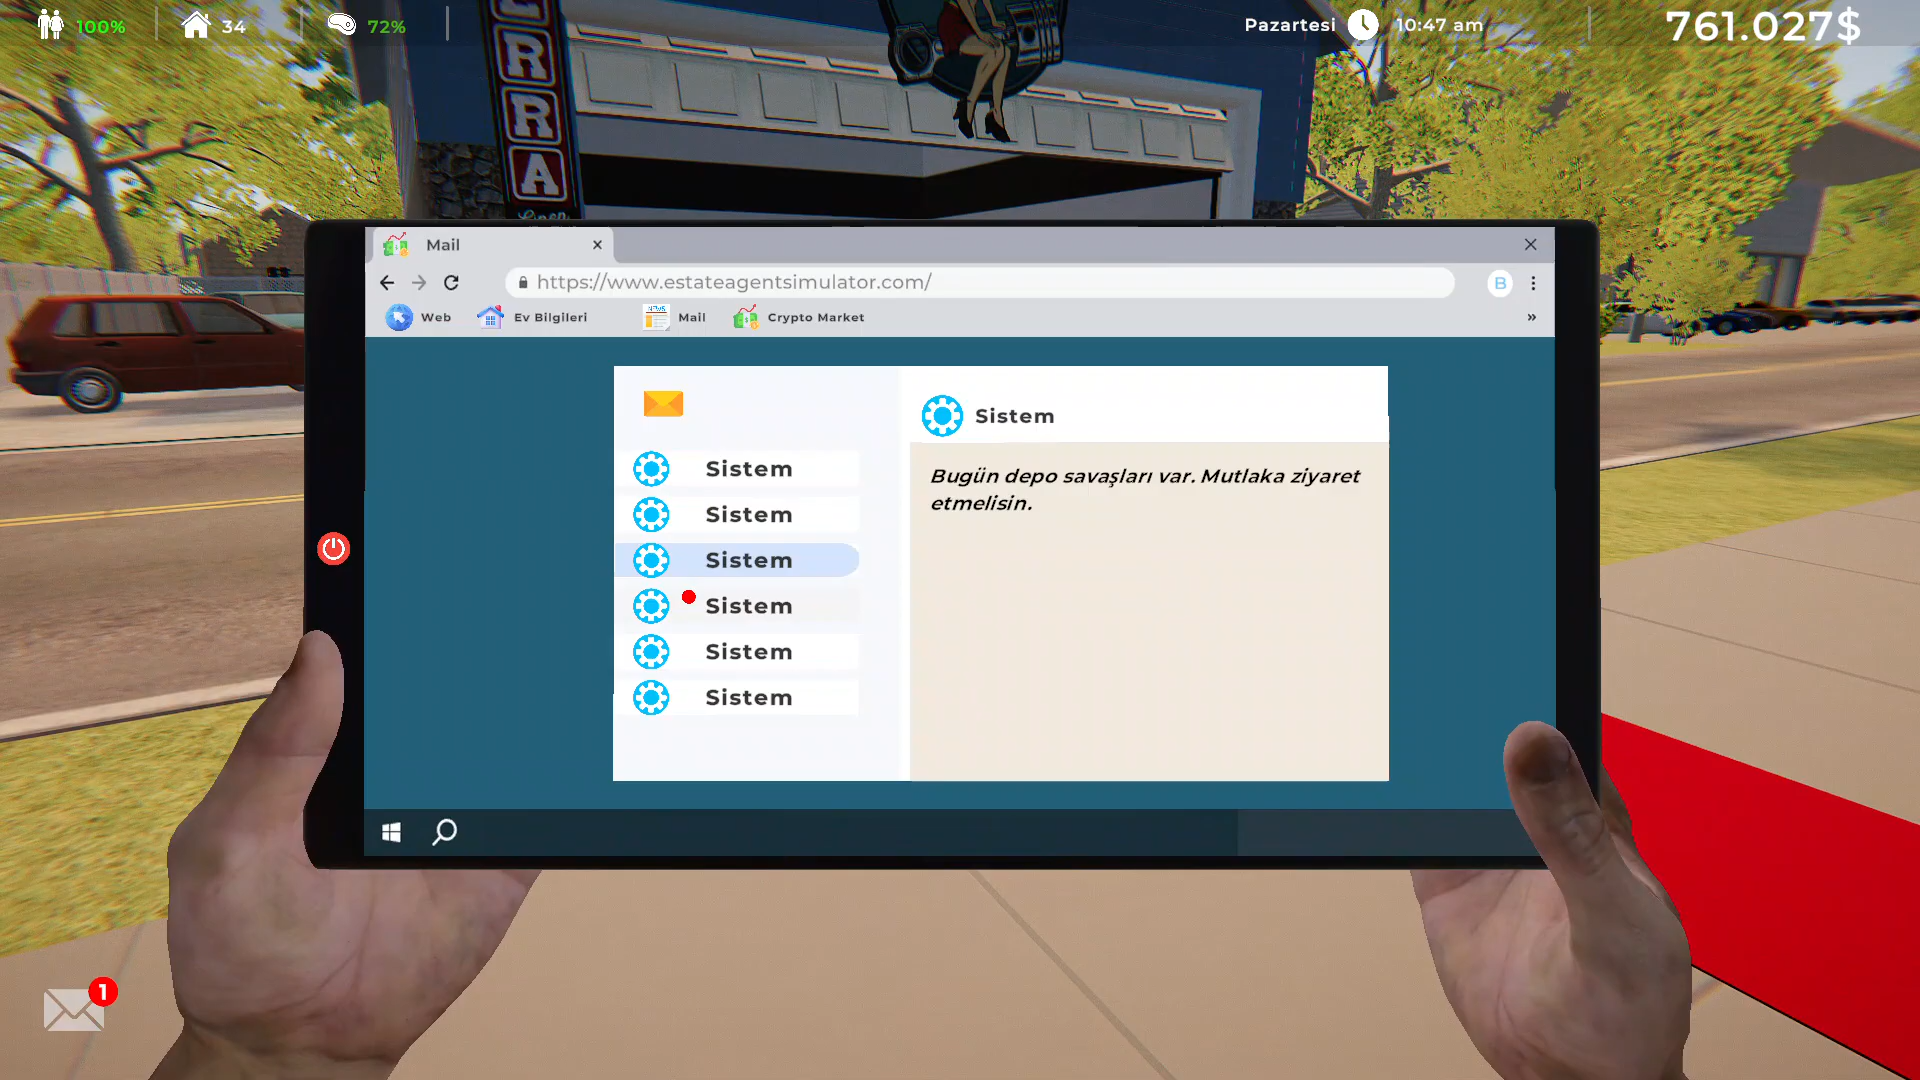 100%
34
72%
Pazartesi
10:47 am
761.027$
R
R
A
Mail
https://www.estateagentsimulator.com/
B
Web
Ev Bilgileri
Mail
Crypto Market
»
Sistem
Sistem
Sistem
Sistem
Sistem
Sistem
Sistem
Bugün depo savaşları var. Mutlaka ziyaret
etmelisin.
1